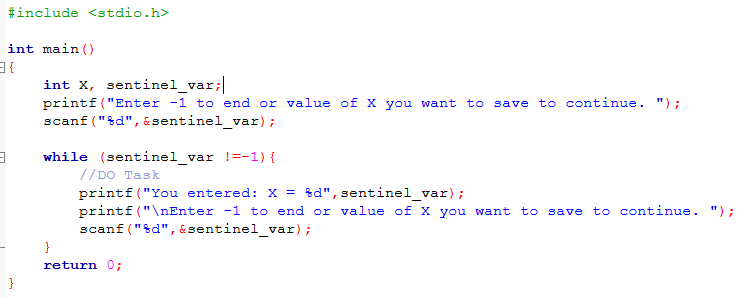 #include <stdio.h>
int main()
{
int X, sentinel_var;
printf("Enter -1 to end or value of X you want to save to continue. ");
scanf("%d",&sentinel_var);
while (sentinel_var !=-1){
//DO Task
printf("You entered: X = %d",sentinel_var);
printf("\nEnter -1 to end or value of X you want to save to continue. ");
scanf("%d",&sentinel_var);
}
return 0;
}